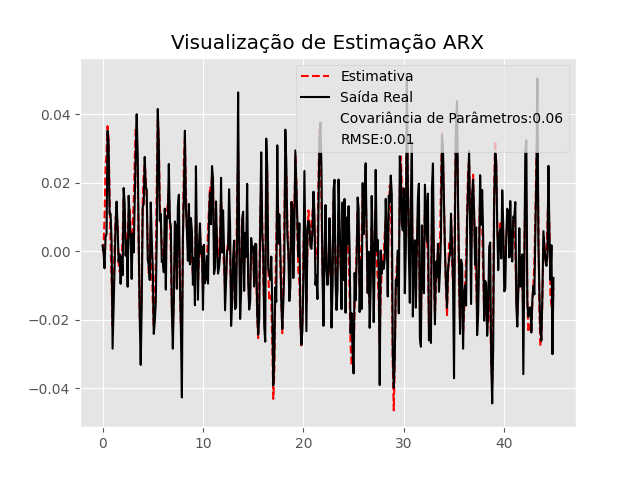 Visualização de Estimação ARX
Estimativa
Saída Real
Covariância de Parâmetros:0.06
RMSE:0.01
0.04
0.02
0.00
−0.02
−0.04
0 10 20 30 40